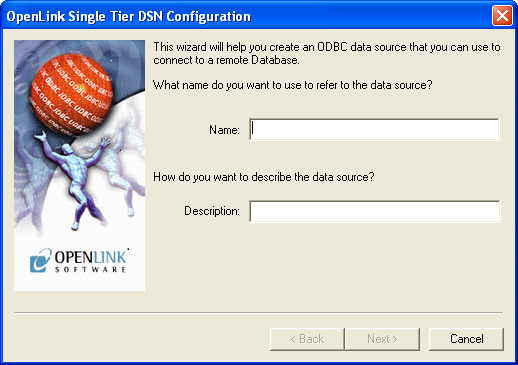 OpenLink Single Tier DSN Configuration
This wizard will help you create an ODBC data source that you can use to
connect to a remote Database.
What name do you want to use to refer to the data source?
Name:
How do you want to describe the data source?
Description:
OPENLINK
SOFTWARE
< Back
Next >
Cancel